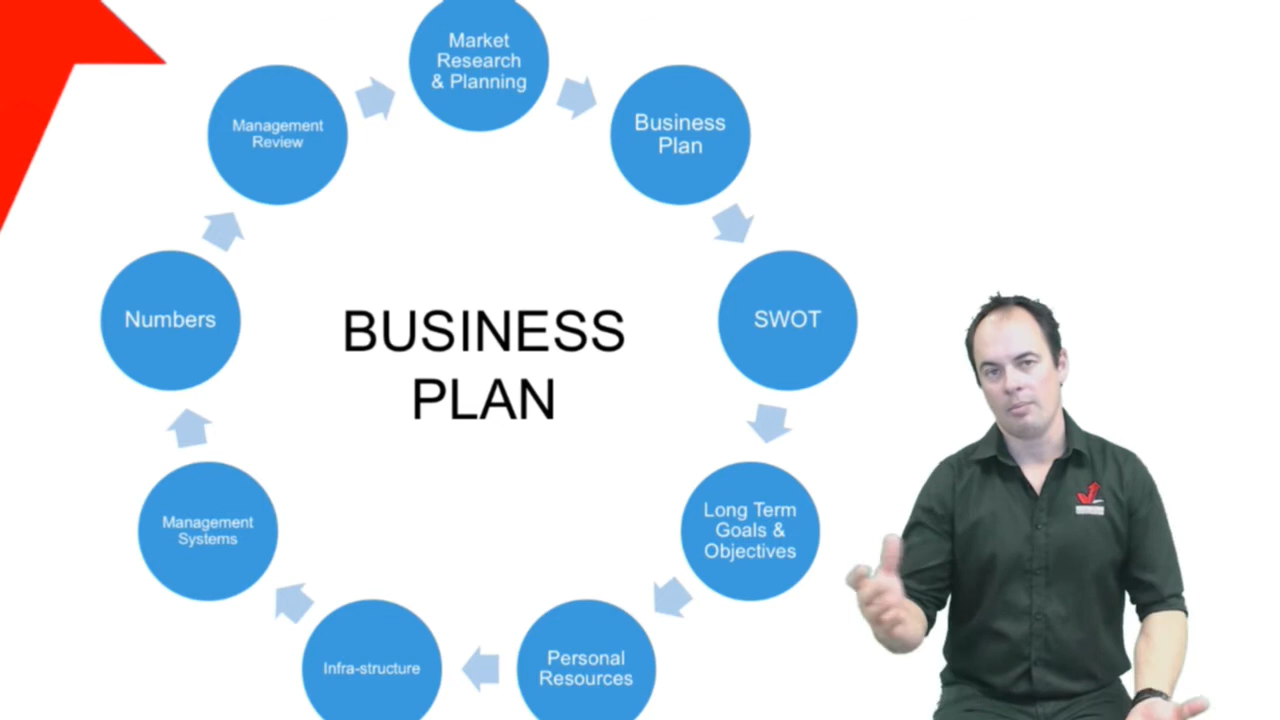 Market
Research
& Planning
Business
Plan
SWOT
Long Term
Goals &
Objectives
Personal
Resources
Infra-structure
Management
Systems
Numbers
Management
Review
BUSINESS
PLAN